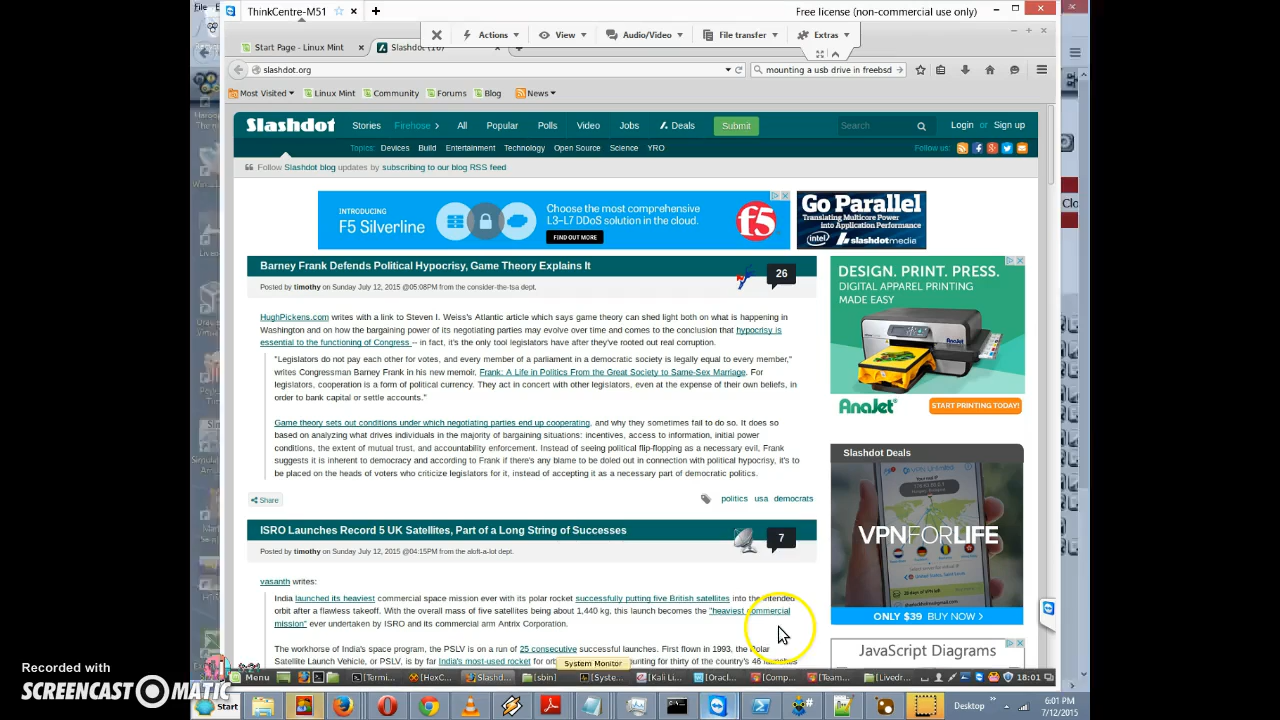 File
ThinkCentre-M51
Free license (non-commercial use only)
Actions View Audio/Video File transfer Extras
Start Page - Linux Mint
slashdot.org
mounting a usb drive in freebsd
Most Visited Linux Mint Community Forums Blog News
Slashdot Stories Firehose All Popular Polls Video Jobs Deals Submit Search Login or Sign up
Topics: Devices Build Entertainment Technology Open Source Science YRO Follow us:
Follow Slashdot blog updates by subscribing to our blog RSS feed
INTRODUCING
F5 Silverline
Choose the most comprehensive
L3–L7 DDoS solution in the cloud.
FIND OUT MORE
f5
Go Parallel
Translating Multicore Power
into Application Performance
intel slashdotmedia
Barney Frank Defends Political Hypocrisy, Game Theory Explains It
26
Posted by timothy on Sunday July 12, 2015 @05:08PM from the consider-the-tsa dept.
HughPickens.com writes with a link to Steven I. Weiss's Atlantic article which says game theory can shed light both on what is happening in
Washington and on how the bargaining power of its negotiating parties may evolve over time and comes to the conclusion that hypocrisy is
essential to the functioning of Congress -- in fact, it's the only tool legislators have after they've rooted out real corruption.
"Legislators do not pay each other for votes, and every member of a parliament in a democratic society is legally equal to every member,"
writes Congressman Barney Frank in his new memoir, Frank: A Life in Politics From the Great Society to Same-Sex Marriage. For
legislators, cooperation is a form of political currency. They act in concert with other legislators, even at the expense of their own beliefs, in
order to bank capital or settle accounts."
Game theory sets out conditions under which negotiating parties end up cooperating, and why they sometimes fail to do so. It does so
based on analyzing what drives individuals in the majority of bargaining situations: incentives, access to information, initial power
conditions, the extent of mutual trust, and accountability enforcement. Instead of seeing political flip-flopping as a necessary evil, Frank
suggests it is inherent to democracy and according to Frank if there's any blame to be doled out in connection with political hypocrisy, it's to
be placed on the heads of voters who criticize legislators for it, instead of accepting it as a necessary part of democratic politics.
Share
politics usa democrats
ISRO Launches Record 5 UK Satellites, Part of a Long String of Successes
7
Posted by timothy on Sunday July 12, 2015 @04:15PM from the aloft-a-lot dept.
vasanth writes:
India launched its heaviest commercial space mission ever with its polar rocket successfully putting five British satellites into the intended
orbit after a flawless takeoff. With the overall mass of five satellites being about 1,440 kg, this launch becomes the "heaviest commercial
mission" ever undertaken by ISRO and its commercial arm Antrix Corporation.
The workhorse of India's space program, the PSLV is on a run of 25 consecutive successful launches. First flown in 1993, the Polar
Satellite Launch Vehicle, or PSLV, is by far India's most-used rocket for
DESIGN. PRINT. PRESS.
DIGITAL APPAREL PRINTING
MADE EASY
AnaJet
START PRINTING TODAY!
Slashdot Deals
VPNFORLIFE
ONLY $39 BUY NOW >
JavaScript Diagrams
System Monitor
Menu [Termi... [HexC... Slashd... [sbin] [Syste... [Kali Li... [Oracl... [Comp... [Team... [Livedr... 18:01
Start
Desktop
6:01 PM
7/12/2015
Recorded with
SCREENCAST MATIC